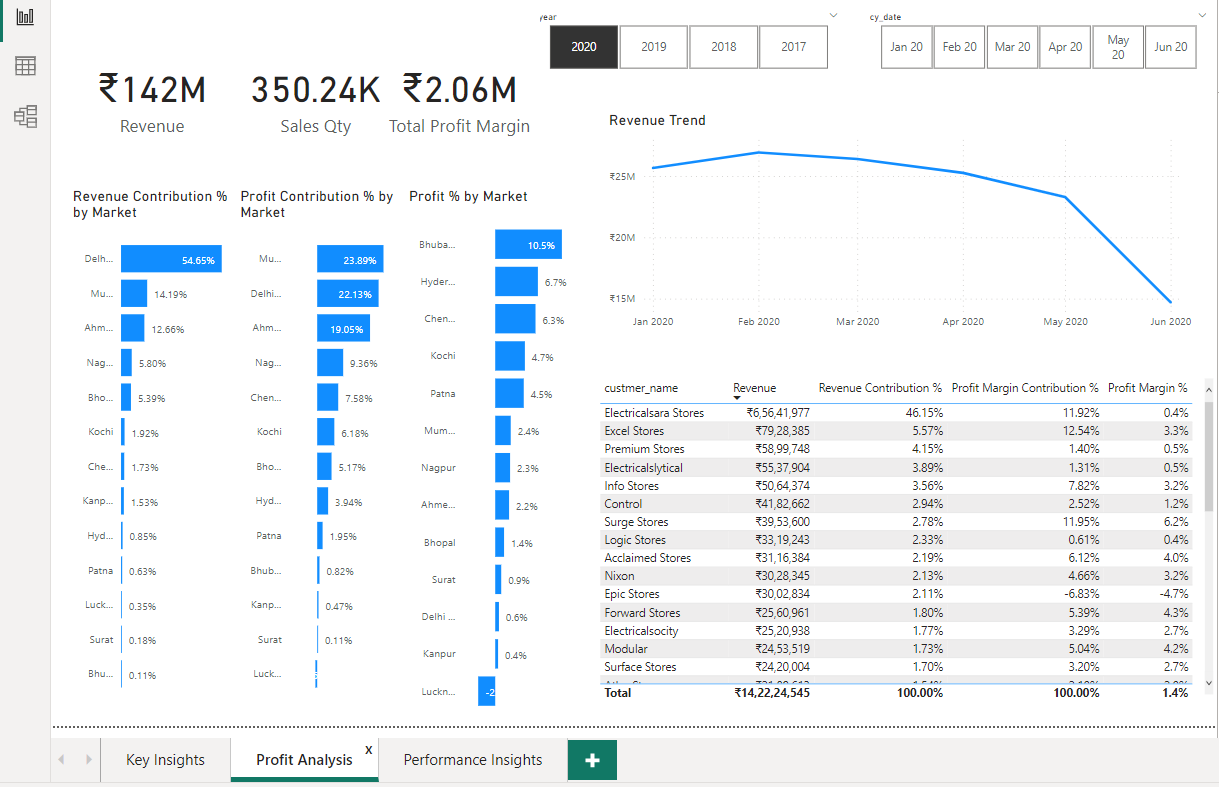 year
2020
2019
2018
2017
cy_date
Jan 20
Feb 20
Mar 20
Apr 20
May
20
Jun 20
₹142M
Revenue
350.24K
Sales Qty
₹2.06M
Total Profit Margin
Revenue Contribution %
by Market
Delh... 54.65%
Mu... 14.19%
Ahm... 12.66%
Nag... 5.80%
Bho... 5.39%
Kochi 1.92%
Che... 1.73%
Kanp... 1.53%
Hyd... 0.85%
Patna 0.63%
Luck... 0.35%
Surat 0.18%
Bhu... 0.11%
Profit Contribution % by
Market
Mu... 23.89%
Delhi... 22.13%
Ahm... 19.05%
Nag... 9.36%
Chen... 7.58%
Kochi 6.18%
Bho... 5.17%
Hyd... 3.94%
Patna 1.95%
Bhub... 0.82%
Kanp... 0.47%
Surat 0.11%
Luck...
Profit % by Market
Bhuba... 10.5%
Hyder... 6.7%
Chen... 6.3%
Kochi 4.7%
Patna 4.5%
Mum... 2.4%
Nagpur 2.3%
Ahme... 2.2%
Bhopal 1.4%
Surat 0.9%
Delhi ... 0.6%
Kanpur 0.4%
Luckn... -2
Revenue Trend
₹25M
₹20M
₹15M
Jan 2020 Feb 2020 Mar 2020 Apr 2020 May 2020 Jun 2020
custmer_name Revenue Revenue Contribution % Profit Margin Contribution % Profit Margin %
Electricalsara Stores ₹6,56,41,977 46.15% 11.92% 0.4%
Excel Stores ₹79,28,385 5.57% 12.54% 3.3%
Premium Stores ₹58,99,748 4.15% 1.40% 0.5%
Electricalslytical ₹55,37,904 3.89% 1.31% 0.5%
Info Stores ₹50,64,374 3.56% 7.82% 3.2%
Control ₹41,82,662 2.94% 2.52% 1.2%
Surge Stores ₹39,53,600 2.78% 11.95% 6.2%
Logic Stores ₹33,19,243 2.33% 0.61% 0.4%
Acclaimed Stores ₹31,16,384 2.19% 6.12% 4.0%
Nixon ₹30,28,345 2.13% 4.66% 3.2%
Epic Stores ₹30,02,834 2.11% -6.83% -4.7%
Forward Stores ₹25,60,961 1.80% 5.39% 4.3%
Electricalsocity ₹25,20,938 1.77% 3.29% 2.7%
Modular ₹24,53,519 1.73% 5.04% 4.2%
Surface Stores ₹24,20,004 1.70% 3.20% 2.7%
Total ₹14,22,24,545 100.00% 100.00% 1.4%
Key Insights
Profit Analysis
x
Performance Insights
+